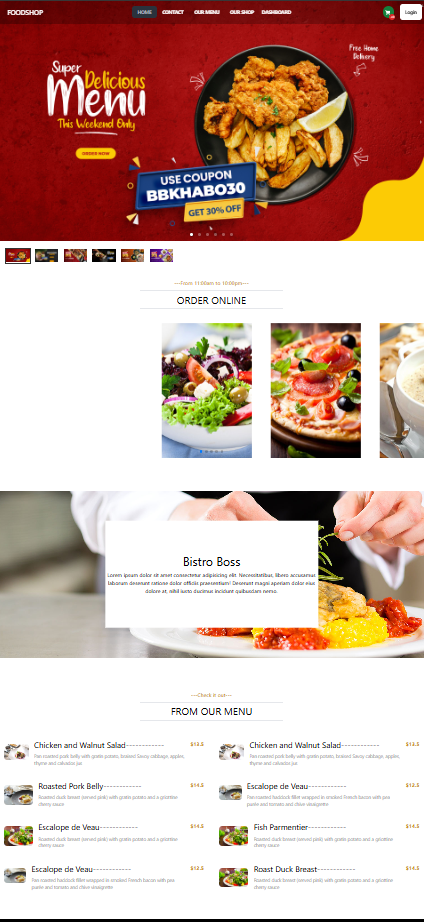 FOODSHOP
HOME CONTACT OUR MENU OUR SHOP DASHBOARD
Login
Free Home
Delivery
Super
Delicious
Menu
This Weekend Only
ORDER NOW
USE COUPON
BBKHABO30
GET 30% OFF
---From 11:00am to 10:00pm---
ORDER ONLINE
Bistro Boss
Lorem ipsum dolor sit amet consectetur adipisicing elit. Necessitatibus, libero accusamus
laborum deserunt ratione dolor officiis praesentium! Deserunt magni aperiam dolor eius dolore
at, nihil iusto ducimus incidunt quibusdam nemo.
---Check it out---
FROM OUR MENU
Chicken and Walnut Salad------------ $13.5
Pan roasted pork belly with gratin potato, braised Savoy cabbage, apples,
thyme and calvados jus
Chicken and Walnut Salad------------ $13.5
Pan roasted pork belly with gratin potato, braised Savoy cabbage, apples,
thyme and calvados jus
Roasted Pork Belly------------ $14.5
Roasted duck breast (served pink) with gratin potato and a griottine
cherry sauce
Escalope de Veau------------ $12.5
Pan roasted haddock fillet wrapped in smoked French bacon with pea
purée and tomato and chive vinaigrette
Escalope de Veau------------ $14.5
Roasted duck breast (served pink) with gratin potato and a griottine
cherry sauce
Fish Parmentier------------ $14.5
Roasted duck breast (served pink) with gratin potato and a griottine
cherry sauce
Escalope de Veau------------ $12.5
Pan roasted haddock fillet wrapped in smoked French bacon with pea
purée and tomato and chive vinaigrette
Roast Duck Breast------------ $14.5
Roasted duck breast (served pink) with gratin potato and a griottine
cherry sauce